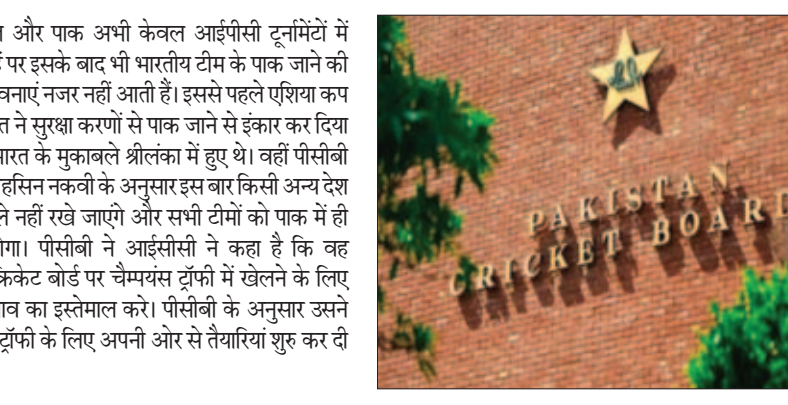 और पाक अभी केवल आईपीसी टूर्नामेंटों में
पर इसके बाद भी भारतीय टीम के पाक जाने की
नजर नहीं आती हैं। इससे पहले एशिया कप
ने सुरक्षा करणों से पाक जाने से इंकार कर दिया
के मुकाबले श्रीलंका में हुए थे। वहीं पीसीबी
नकवी के अनुसार इस बार किसी अन्य देश
नहीं रखे जाएंगे और सभी टीमों को पाक में ही
पीसीबी ने आईसीसी ने कहा है कि वह
बोर्ड पर चैम्पयंस ट्रॉफी में खेलने के लिए
का इस्तेमाल करे। पीसीबी के अनुसार उसने
ट्रॉफी के लिए अपनी ओर से तैयारियां शुरु कर दी
PAKISTAN
CRICKET BOARD